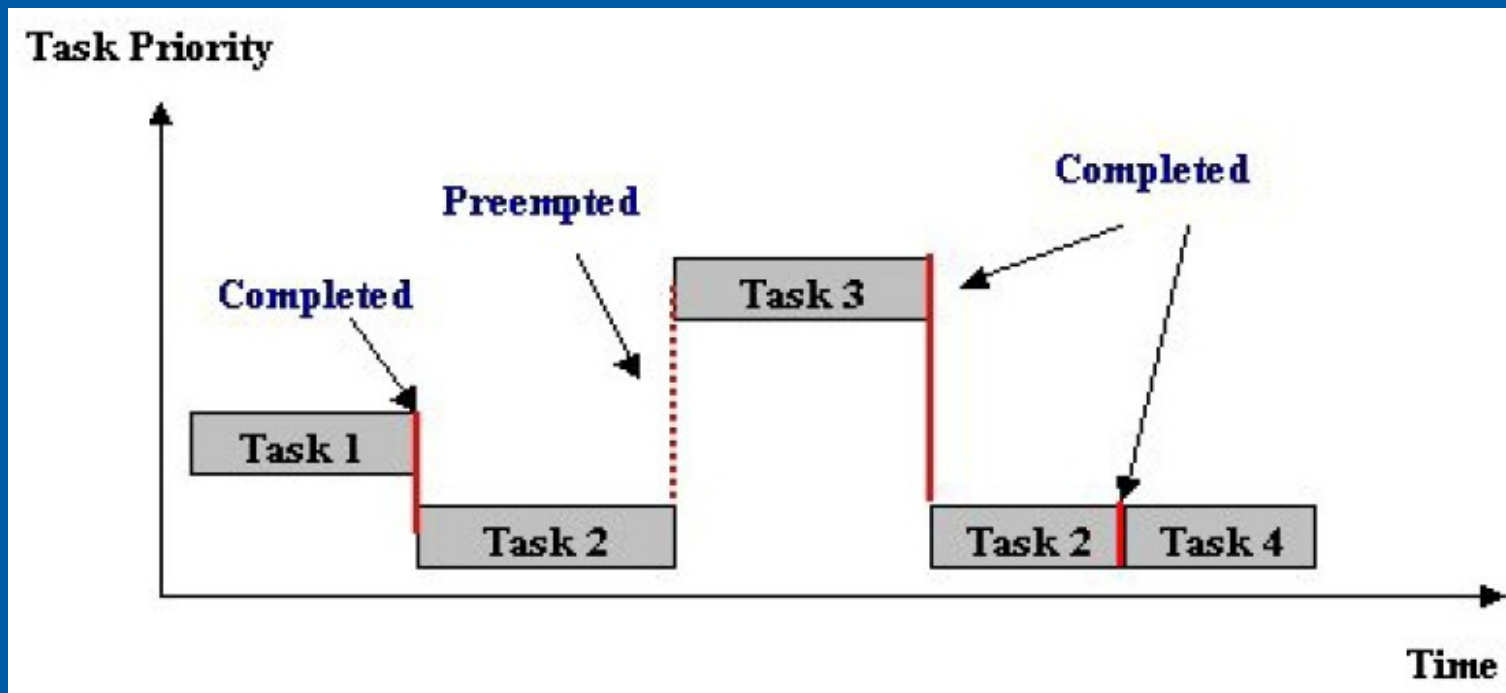 Task Priority
Completed
Preempted
Completed
Task 3
Task 1
Task 2
Task 2
Task 4
Time